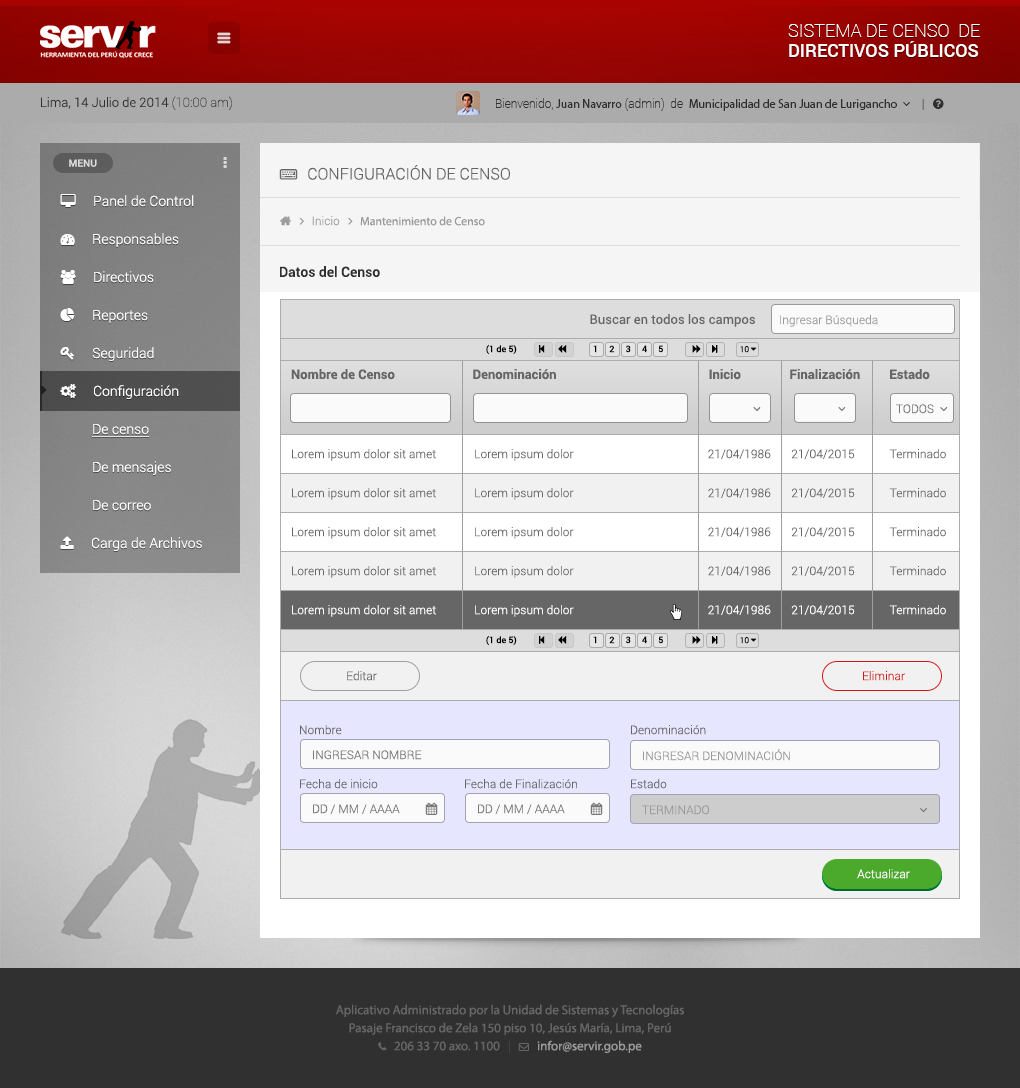 servir
HERRAMIENTA DEL PERÚ QUE CRECE
SISTEMA DE CENSO DE
DIRECTIVOS PÚBLICOS
Lima, 14 Julio de 2014 (10:00 am)
Bienvenido, Juan Navarro (admin) de Municipalidad de San Juan de Lurigancho |
MENU
Panel de Control
Responsables
Directivos
Reportes
Seguridad
Configuración
De censo
De mensajes
De correo
Carga de Archivos
CONFIGURACIÓN DE CENSO
Inicio > Mantenimiento de Censo
Datos del Censo
Buscar en todos los campos Ingresar Búsqueda
(1 de 5) 1 2 3 4 5 10
Nombre de Censo Denominación Inicio Finalización Estado
TODOS
Lorem ipsum dolor sit amet Lorem ipsum dolor 21/04/1986 21/04/2015 Terminado
Lorem ipsum dolor sit amet Lorem ipsum dolor 21/04/1986 21/04/2015 Terminado
Lorem ipsum dolor sit amet Lorem ipsum dolor 21/04/1986 21/04/2015 Terminado
Lorem ipsum dolor sit amet Lorem ipsum dolor 21/04/1986 21/04/2015 Terminado
Lorem ipsum dolor sit amet Lorem ipsum dolor 21/04/1986 21/04/2015 Terminado
(1 de 5) 1 2 3 4 5 10
Editar Eliminar
Nombre Denominación
INGRESAR NOMBRE INGRESAR DENOMINACIÓN
Fecha de inicio Fecha de Finalización Estado
DD / MM / AAAA DD / MM / AAAA TERMINADO
Actualizar
Aplicativo Administrado por la Unidad de Sistemas y Tecnologías
Pasaje Francisco de Zela 150 piso 10, Jesús María, Lima, Perú
206 33 70 axo. 1100 | infor@servir.gob.pe